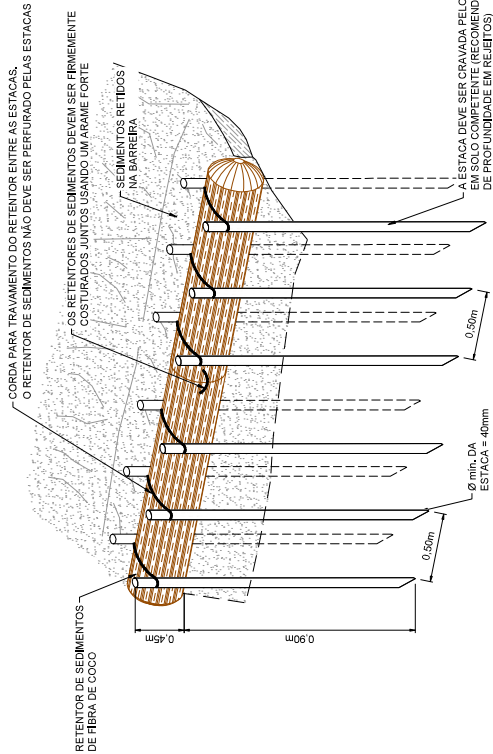 CORDA PARA TRAVAMENTO DO RETENTOR ENTRE AS ESTACAS.
O RETENTOR DE SEDIMENTOS NÃO DEVE SER PERFURADO PELAS ESTACAS
OS RETENTORES DE SEDIMENTOS DEVEM SER FIRMEMENTE
COSTURADOS JUNTOS USANDO UM ARAME FORTE
SEDIMENTOS RETIDOS
NA BARREIRA
RETENTOR DE SEDIMENTOS
DE FIBRA DE COCO
0,45m
0,90m
0,50m
Ø min. DA
ESTACA = 40mm
0,50m
A ESTACA DEVE SER CRAVADA PELO
EM SOLO COMPETENTE (RECOMEND
DE PROFUNDIDADE EM REJEITOS)